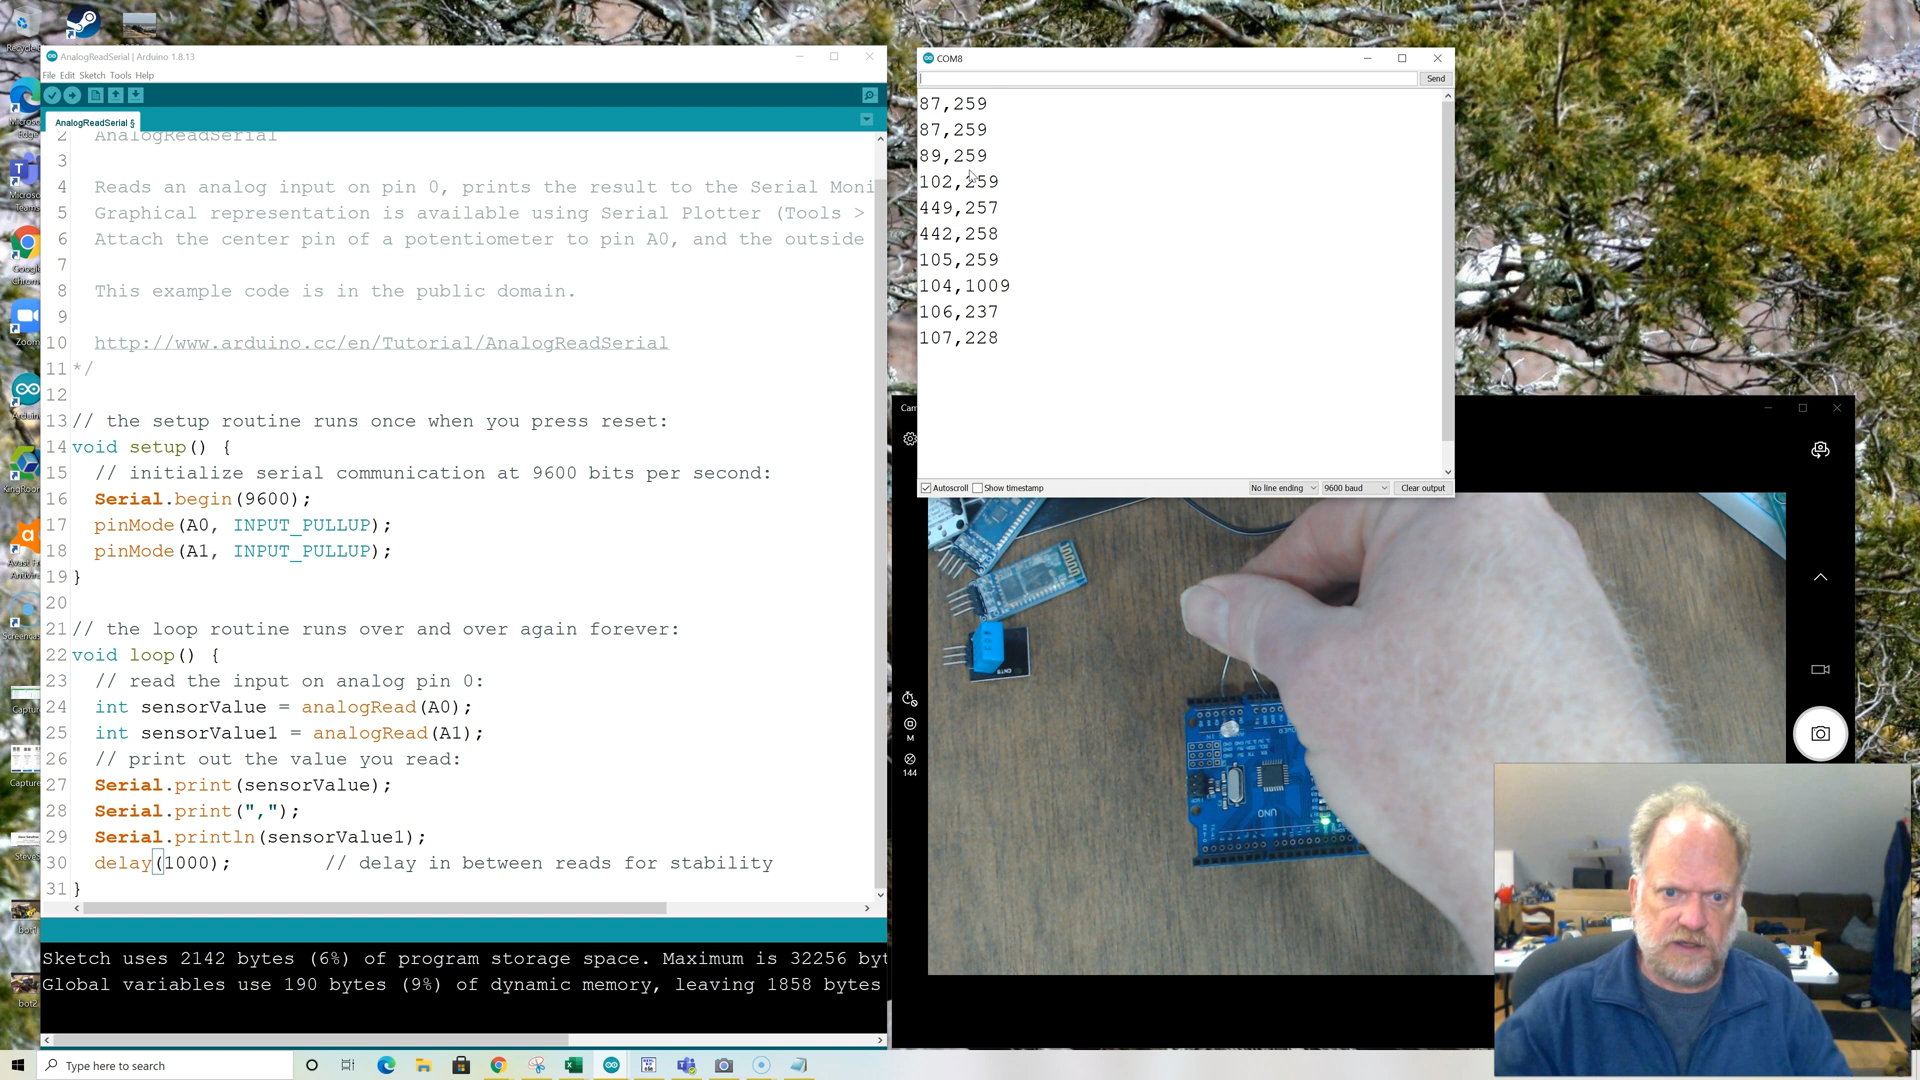 AnalogReadSerial | Arduino 1.8.13
File Edit Sketch Tools Help
AnalogReadSerial §
2 AnalogReadSerial
3
4 Reads an analog input on pin 0, prints the result to the Serial Moni
5 Graphical representation is available using Serial Plotter (Tools >
6 Attach the center pin of a potentiometer to pin A0, and the outside
7
8 This example code is in the public domain.
9
10 http://www.arduino.cc/en/Tutorial/AnalogReadSerial
11 */
12
13 // the setup routine runs once when you press reset:
14 void setup() {
15 // initialize serial communication at 9600 bits per second:
16 Serial.begin(9600);
17 pinMode(A0, INPUT_PULLUP);
18 pinMode(A1, INPUT_PULLUP);
19 }
20
21 // the loop routine runs over and over again forever:
22 void loop() {
23 // read the input on analog pin 0:
24 int sensorValue = analogRead(A0);
25 int sensorValue1 = analogRead(A1);
26 // print out the value you read:
27 Serial.print(sensorValue);
28 Serial.print(",");
29 Serial.println(sensorValue1);
30 delay(1000); // delay in between reads for stability
31 }
Sketch uses 2142 bytes (6%) of program storage space. Maximum is 32256 byt
Global variables use 190 bytes (9%) of dynamic memory, leaving 1858 bytes
COM8
Send
87,259
87,259
89,259
102,259
449,257
442,258
105,259
104,1009
106,237
107,228
Autoscroll Show timestamp No line ending 9600 baud Clear output
Cam
M
144
UNO
Type here to search